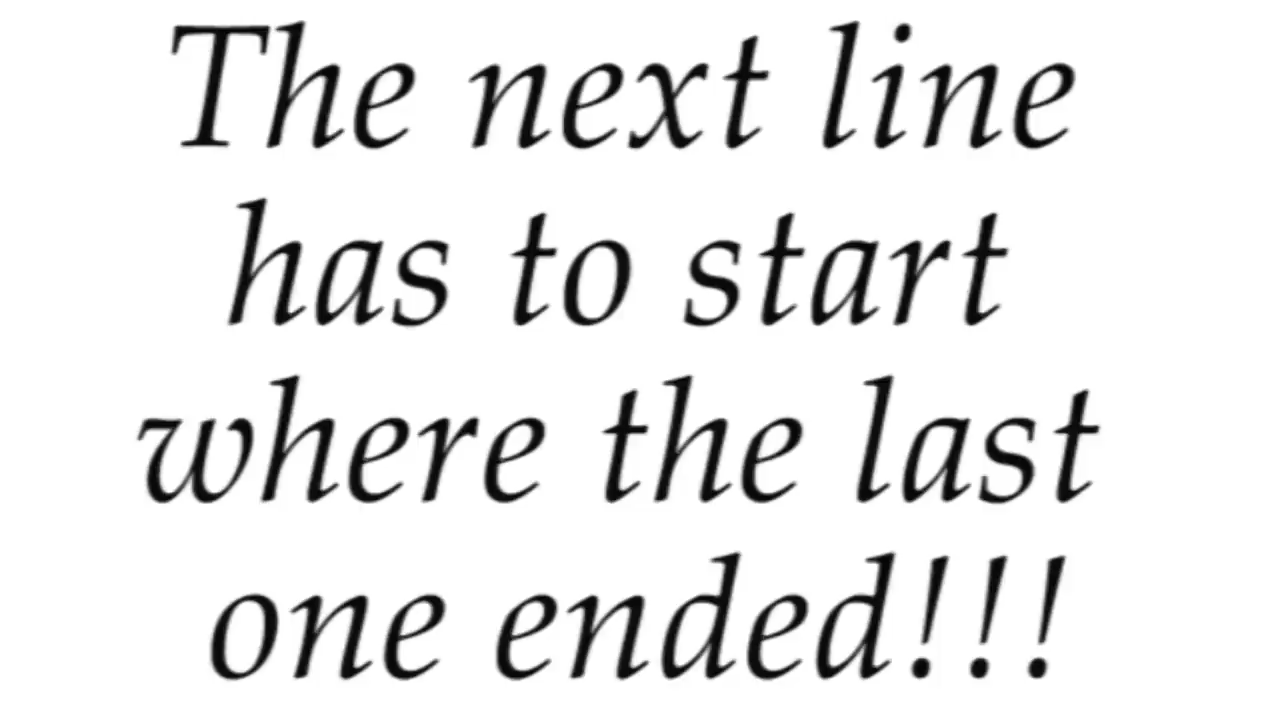 The next line
has to start
where the last
one ended!!!